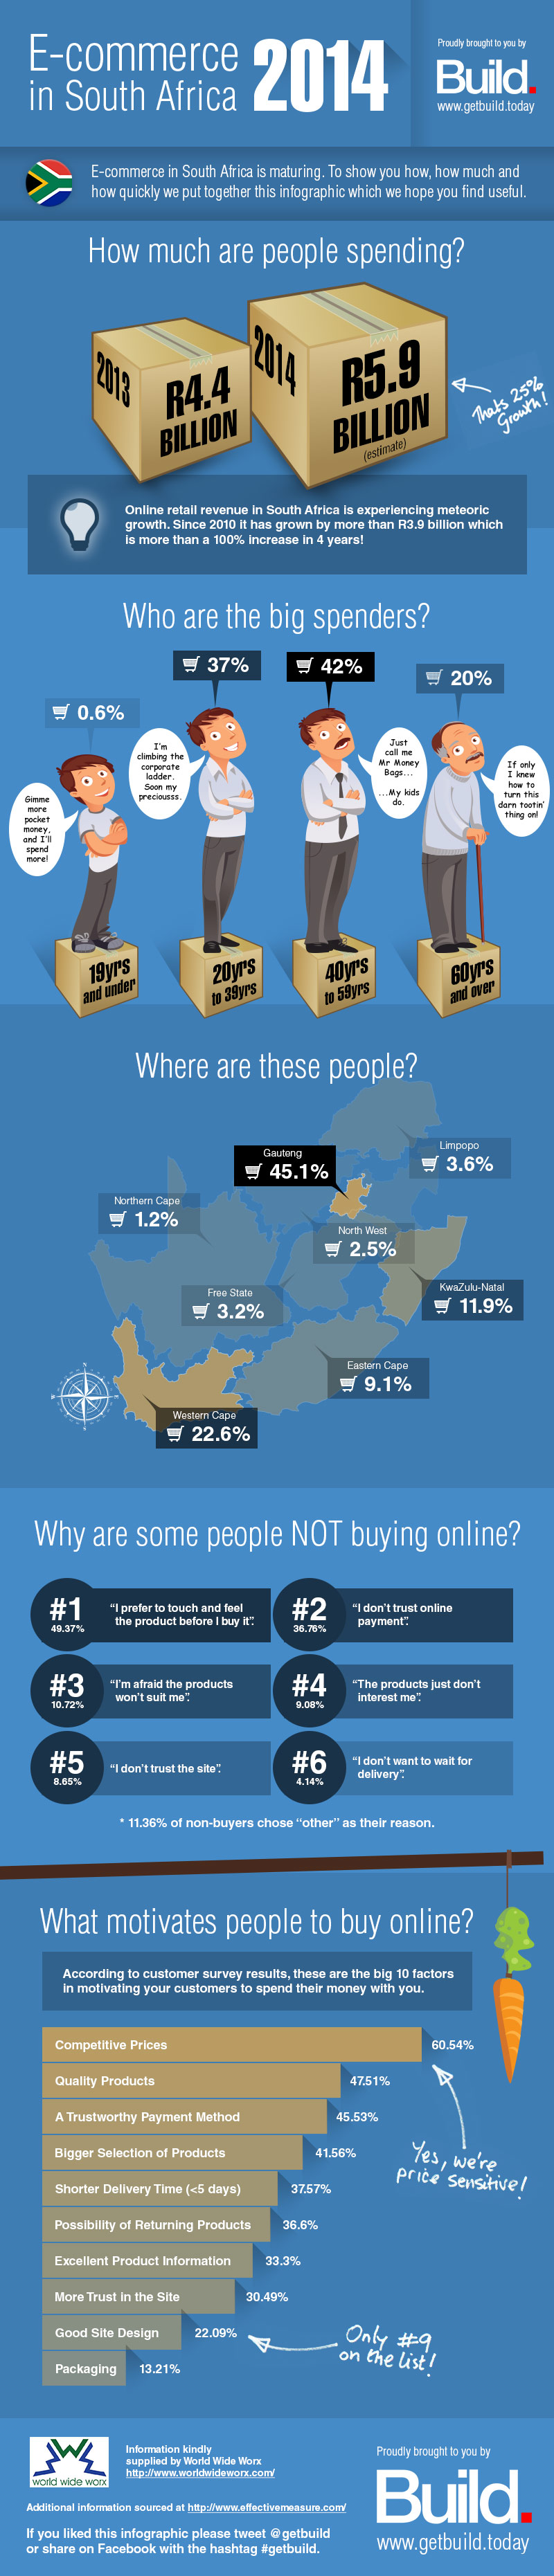 E-commerce
in South Africa
2014
Proudly brought to you by
Build.
www.getbuild.today
E-commerce in South Africa is maturing. To show you how, how much and
how quickly we put together this infographic which we hope you find useful.
How much are people spending?
2013
R4.4
BILLION
2014
R5.9
BILLION
(estimate)
Thats 25%
Growth!
Online retail revenue in South Africa is experiencing meteoric
growth. Since 2010 it has grown by more than R3.9 billion which
is more than a 100% increase in 4 years!
Who are the big spenders?
0.6%
37%
42%
20%
Gimme
more
pocket
money,
and I'll
spend
more!
I'm
climbing the
corporate
ladder.
Soon my
preciousss.
Just
call me
Mr Money
Bags...
...My kids
do.
If only
I knew
how to
turn this
darn tootin'
thing on!
19yrs
and under
20yrs
to 39yrs
40yrs
to 59yrs
60yrs
and over
Where are these people?
Gauteng
45.1%
Limpopo
3.6%
Northern Cape
1.2%
North West
2.5%
Free State
3.2%
KwaZulu-Natal
11.9%
Eastern Cape
9.1%
N
Western Cape
22.6%
Why are some people NOT buying online?
#1
49.37%
“I prefer to touch and feel
the product before I buy it”.
#2
36.76%
“I don’t trust online
payment”.
#3
10.72%
“I’m afraid the products
won’t suit me”.
#4
9.08%
“The products just don’t
interest me”.
#5
8.65%
“I don’t trust the site”.
#6
4.14%
“I don’t want to wait for
delivery”.
* 11.36% of non-buyers chose “other” as their reason.
What motivates people to buy online?
According to customer survey results, these are the big 10 factors
in motivating your customers to spend their money with you.
Competitive Prices 60.54%
Quality Products 47.51%
A Trustworthy Payment Method 45.53%
Bigger Selection of Products 41.56%
Yes, we're
price sensitive!
Shorter Delivery Time (<5 days) 37.57%
Possibility of Returning Products 36.6%
Excellent Product Information 33.3%
More Trust in the Site 30.49%
Good Site Design 22.09%
Only #9
on the list!
Packaging 13.21%
world wide worx
Information kindly
supplied by World Wide Worx
http://www.worldwideworx.com/
Additional information sourced at http://www.effectivemeasure.com/
If you liked this infographic please tweet @getbuild
or share on Facebook with the hashtag #getbuild.
Proudly brought to you by
Build.
www.getbuild.today